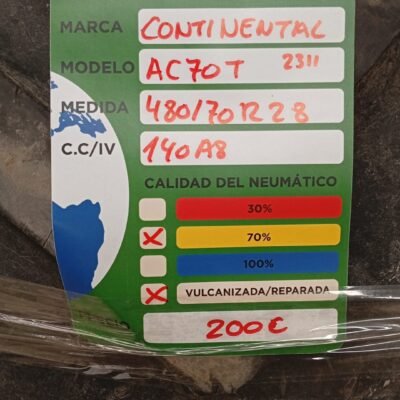 MARCA CONTINENTAL
MODELO AC70T 2311
MEDIDA 480/70R28
C.C/IV 140A8
CALIDAD DEL NEUMÁTICO
30%
X 70%
100%
X VULCANIZADA/REPARADA
PRECIO 200€